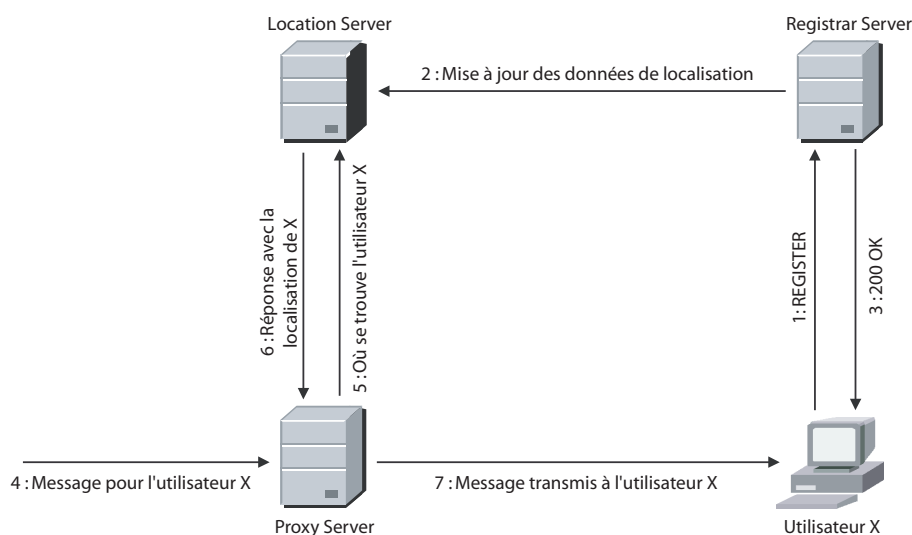 Location Server
Registrar Server
2 : Mise à jour des données de localisation
6 : Réponse avec la
localisation de X
5 : Où se trouve l'utilisateur X
1: REGISTER
3 : 200 OK
4 : Message pour l'utilisateur X
7 : Message transmis à l'utilisateur X
Proxy Server
Utilisateur X